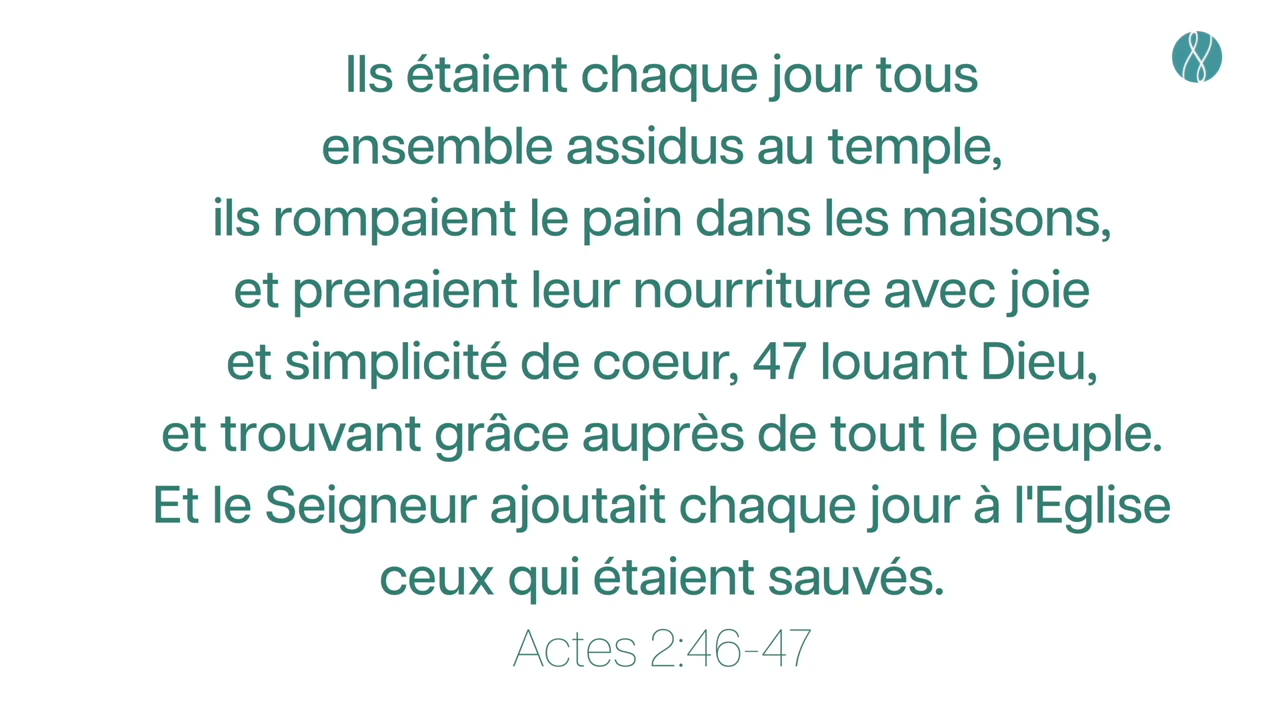 Ils étaient chaque jour tous
ensemble assidus au temple,
ils rompaient le pain dans les maisons,
et prenaient leur nourriture avec joie
et simplicité de coeur, 47 louant Dieu,
et trouvant grâce auprès de tout le peuple.
Et le Seigneur ajoutait chaque jour à l'Eglise
ceux qui étaient sauvés.
Actes 2:46-47